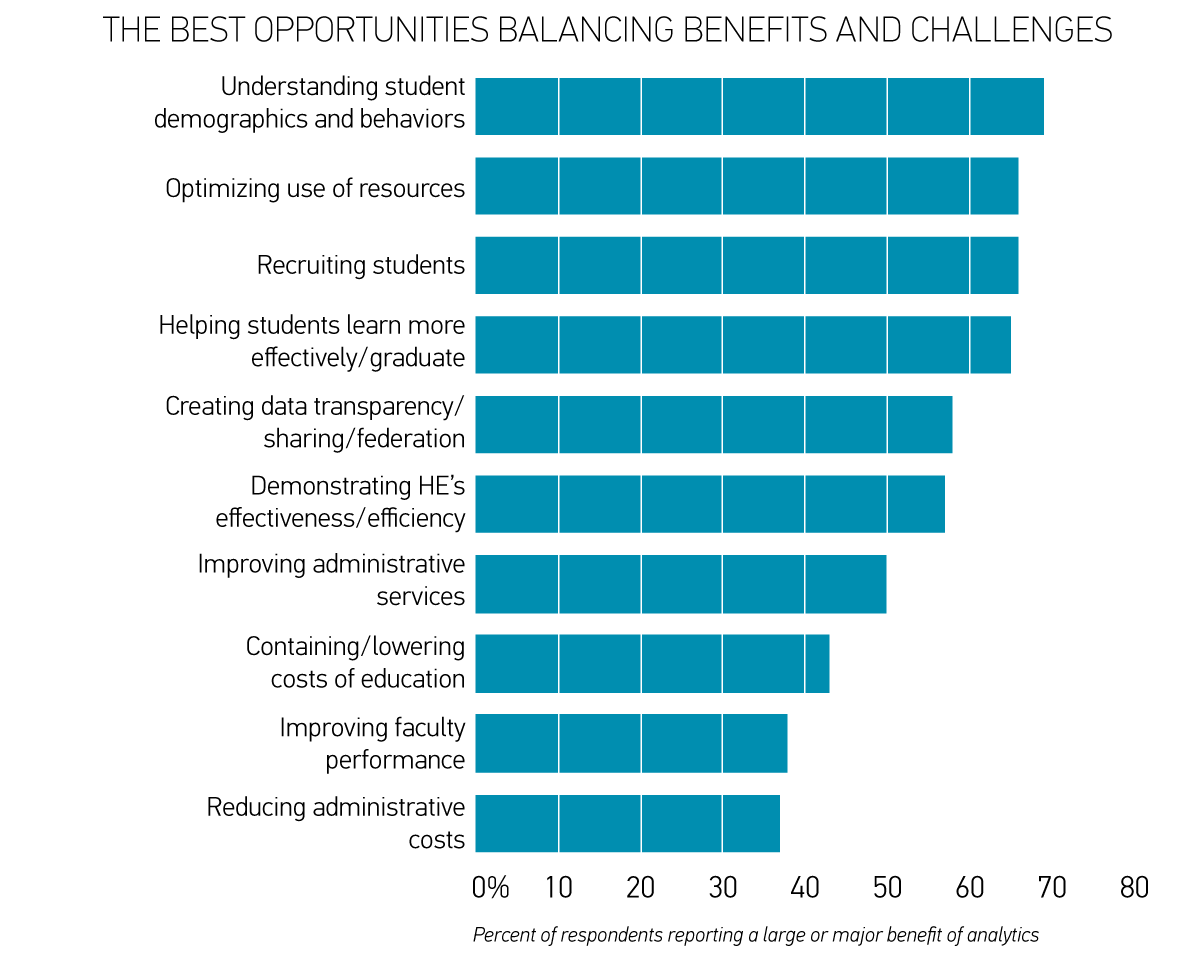 THE BEST OPPORTUNITIES BALANCING BENEFITS AND CHALLENGES
Understanding student
demographics and behaviors
Optimizing use of resources
Recruiting students
Helping students learn more
effectively/graduate
Creating data transparency/
sharing/federation
Demonstrating HE’s
effectiveness/efficiency
Improving administrative
services
Containing/lowering
costs of education
Improving faculty
performance
Reducing administrative
costs
0% 10 20 30 40 50 60 70 80
Percent of respondents reporting a large or major benefit of analytics